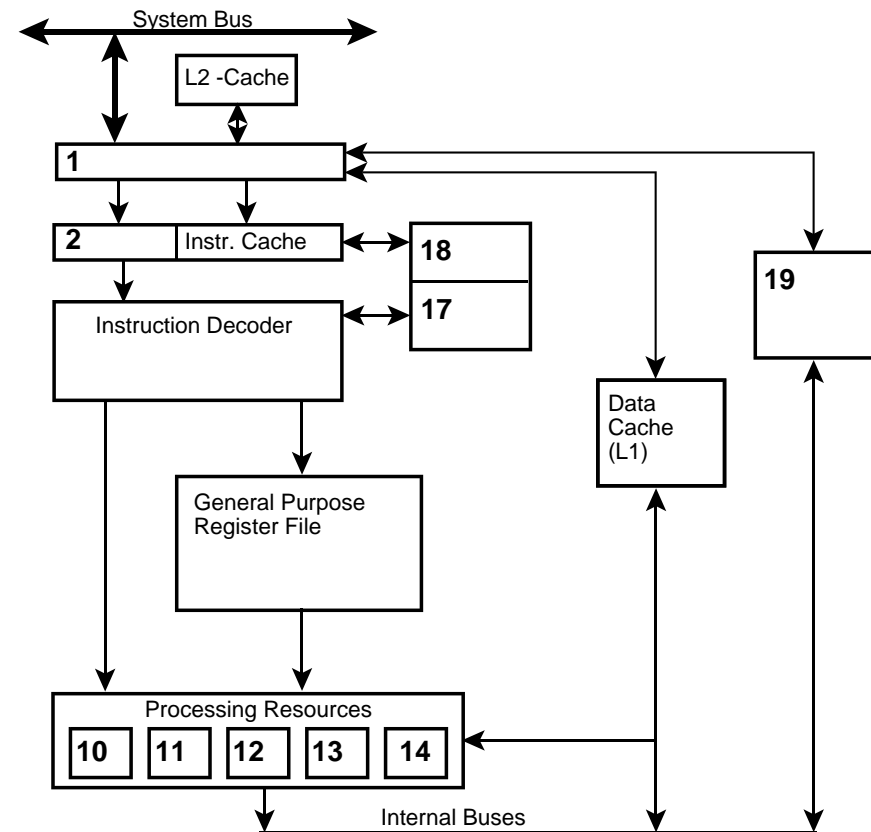 System Bus
L2 -Cache
1
2 Instr. Cache
18
17
19
Instruction Decoder
Data
Cache
(L1)
General Purpose
Register File
Processing Resources
10 11 12 13 14
Internal Buses